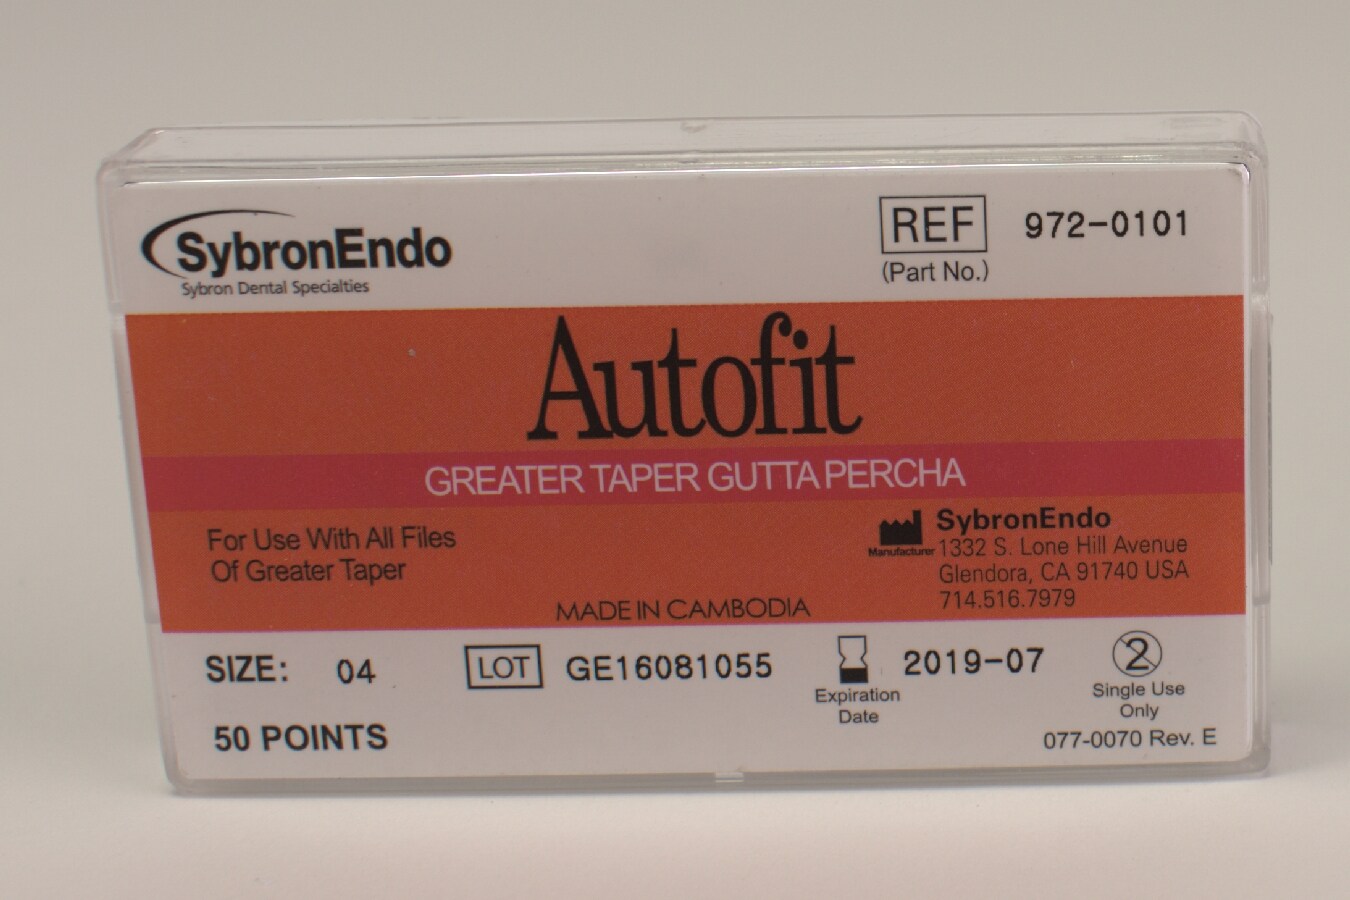 SybronEndo
Sybron Dental Specialties
REF 972-0101
(Part No.)
Autofit
GREATER TAPER GUTTA PERCHA
For Use With All Files
Of Greater Taper
MADE IN CAMBODIA
Manufacturer
SybronEndo
1332 S. Lone Hill Avenue
Glendora, CA 91740 USA
714.516.7979
SIZE: 04
LOT GE16081055
2019-07
Expiration
Date
2
Single Use
Only
50 POINTS
077-0070 Rev. E